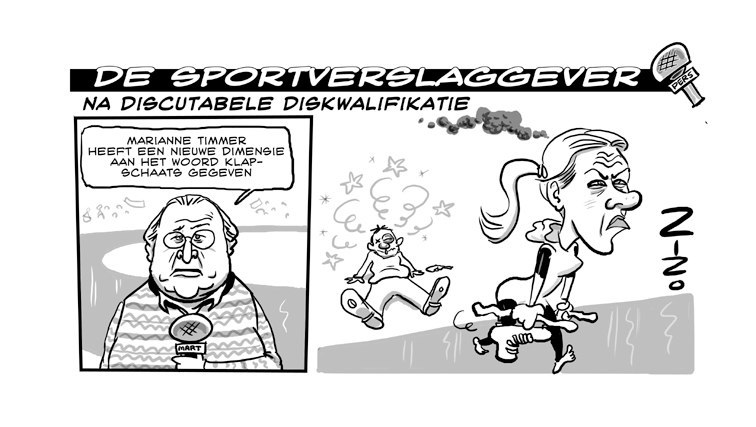 DE SPORTVERSLAGGEVER
PERS
NA DISCUTABELE DISKWALIFIKATIE
MARIANNE TIMMER
HEEFT EEN NIEUWE DIMENSIE
AAN HET WOORD KLAP-
SCHAATS GEGEVEN
MART
ZIZO